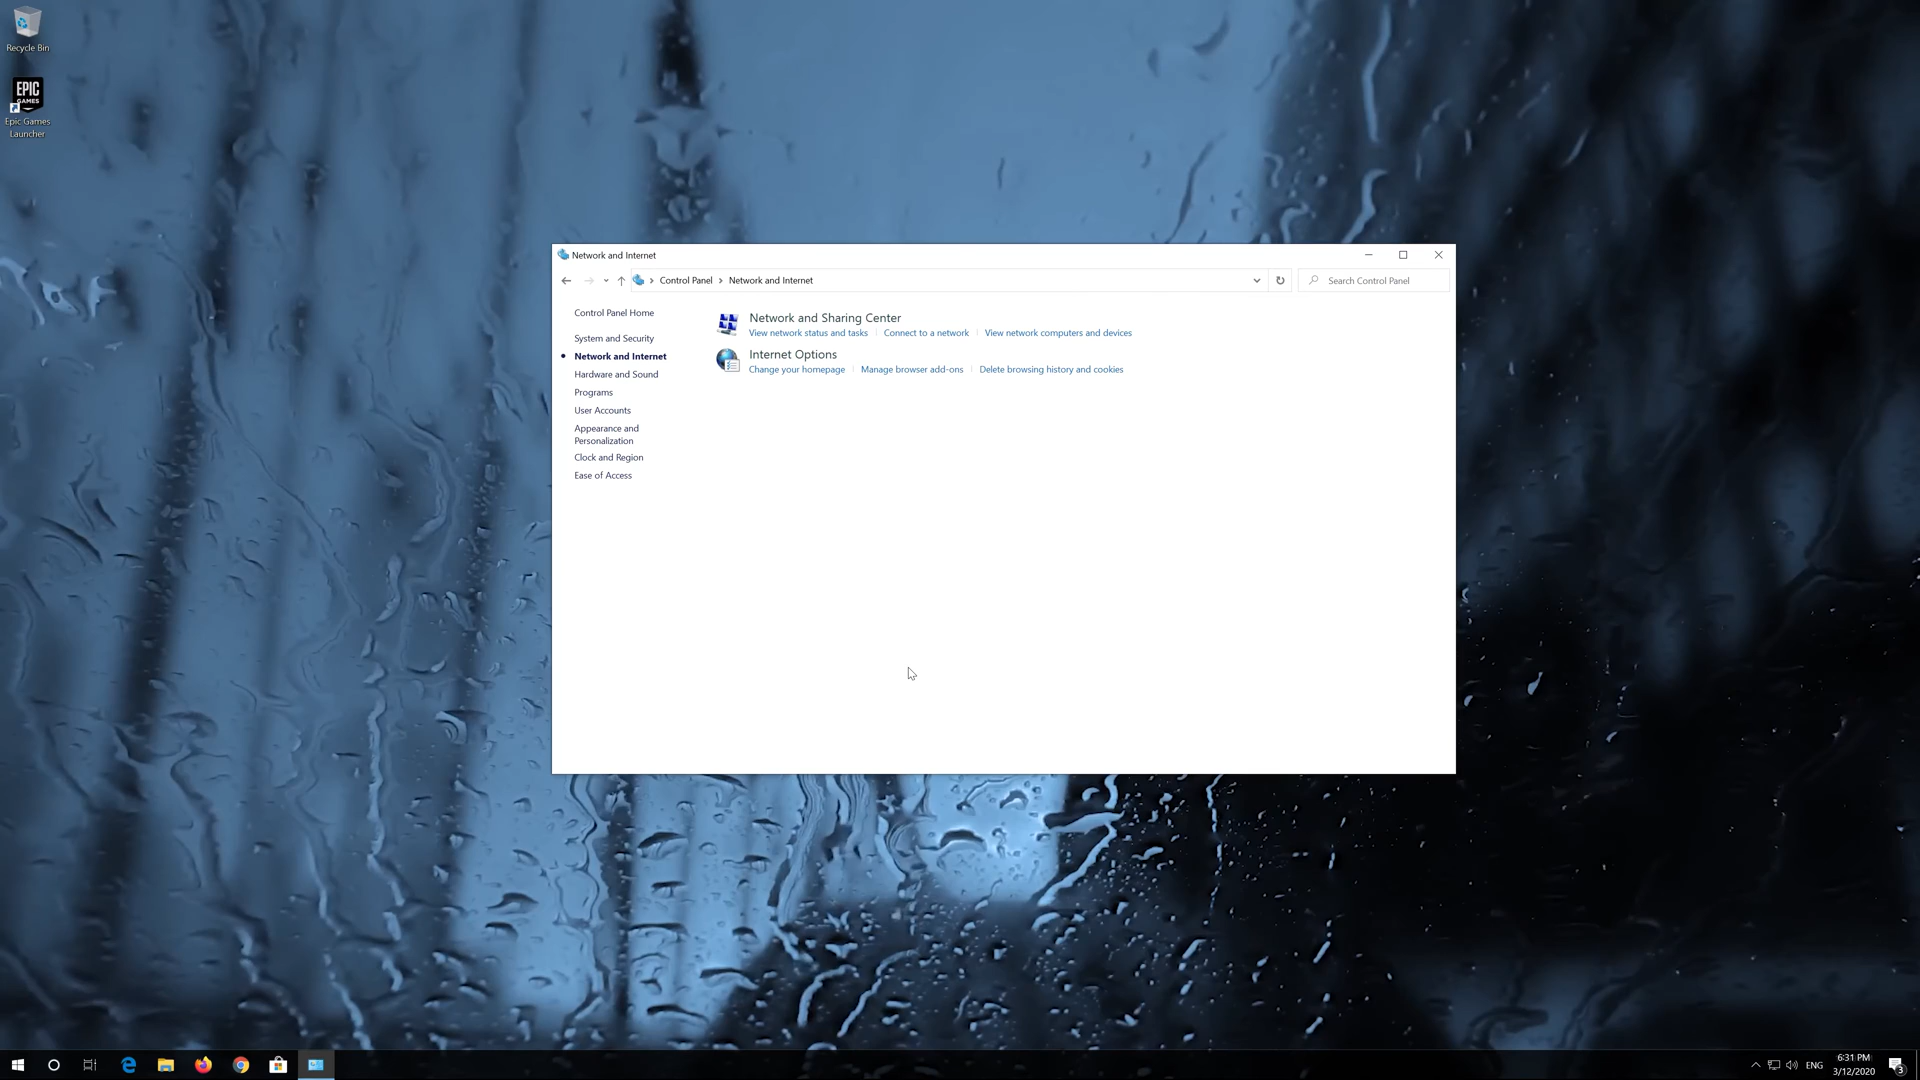 Recycle Bin
EPIC
GAMES
Epic Games
Launcher
Network and Internet
Control Panel
Network and Internet
Search Control Panel
Control Panel Home
System and Security
Network and Internet
Hardware and Sound
Programs
User Accounts
Appearance and
Personalization
Clock and Region
Ease of Access
Network and Sharing Center
View network status and tasks
Connect to a network
View network computers and devices
Internet Options
Change your homepage
Manage browser add-ons
Delete browsing history and cookies
ENG
6:31 PM
3/12/2020
3